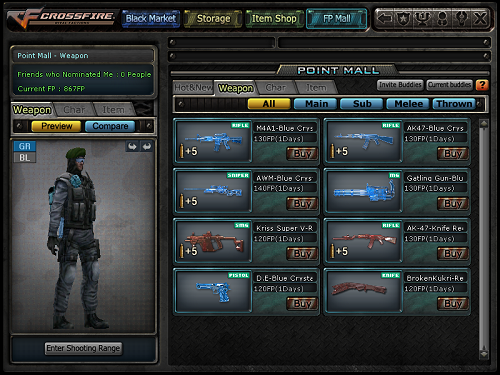 CROSSFIRE
Black Market
Storage
Item Shop
FP Mall
Point Mall - Weapon
Friends who Nominated Me : 0 People
Current FP : 867FP
POINT MALL
Weapon
Char
Item
Hot&New
Weapon
Char
Item
Invite Buddies
Current buddies
?
Preview
Compare
All
Main
Sub
Melee
Thrown
GR
BL
RIFLE
+5
M4A1-Blue Crys
130FP(1Days)
Buy
RIFLE
+5
AK47-Blue Crys
130FP(1Days)
Buy
SNIPER
+5
AWM-Blue Crys
140FP(1Days)
Buy
MG
Gatling Gun-Blu
130FP(1Days)
Buy
SMG
+5
Kriss Super V-R
120FP(1Days)
Buy
RIFLE
+5
AK-47-Knife Re
130FP(1Days)
Buy
PISTOL
D.E-Blue Crysta
120FP(1Days)
Buy
KNIFE
BrokenKukri-Re
120FP(1Days)
Buy
Enter Shooting Range